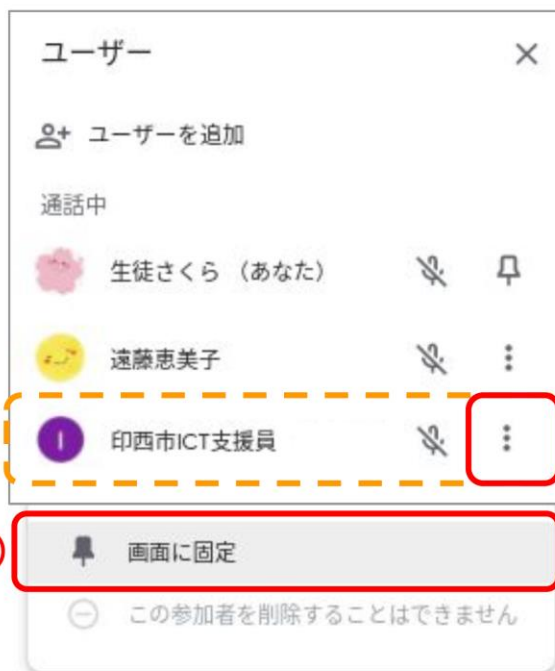 ユーザー
ユーザーを追加
通話中
生徒さくら (あなた)
遠藤恵美子
I 印西市ICT支援員
画面に固定
この参加者を削除することはできません